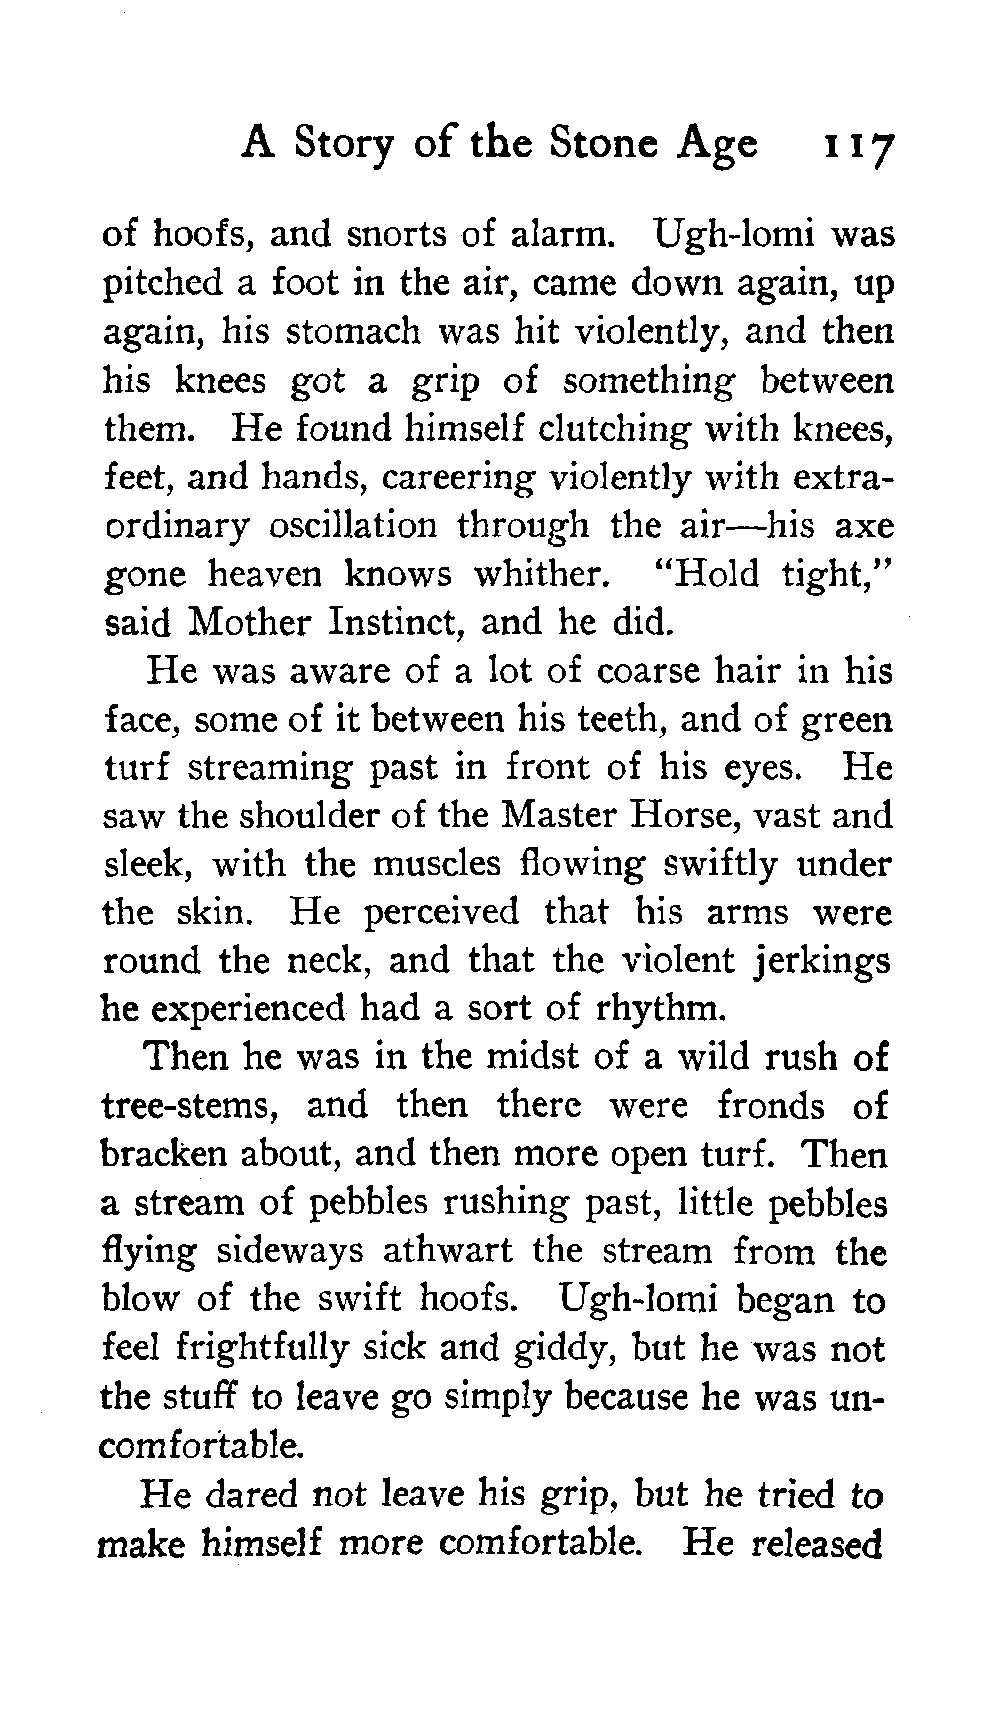 A Story of the Stone Age 117
of hoofs, and snorts of alarm. Ugh-lomi was
pitched a foot in the air, came down again, up
again, his stomach was hit violently, and then
his knees got a grip of something between
them. He found himself clutching with knees,
feet, and hands, careering violently with extra-
ordinary oscillation through the air—his axe
gone heaven knows whither. "Hold tight,"
said Mother Instinct, and he did.
He was aware of a lot of coarse hair in his
face, some of it between his teeth, and of green
turf streaming past in front of his eyes. He
saw the shoulder of the Master Horse, vast and
sleek, with the muscles flowing swiftly under
the skin. He perceived that his arms were
round the neck, and that the violent jerkings
he experienced had a sort of rhythm.
Then he was in the midst of a wild rush of
tree-stems, and then there were fronds of
bracken about, and then more open turf. Then
a stream of pebbles rushing past, little pebbles
flying sideways athwart the stream from the
blow of the swift hoofs. Ugh-lomi began to
feel frightfully sick and giddy, but he was not
the stuff to leave go simply because he was un-
comfortable.
He dared not leave his grip, but he tried to
make himself more comfortable. He released